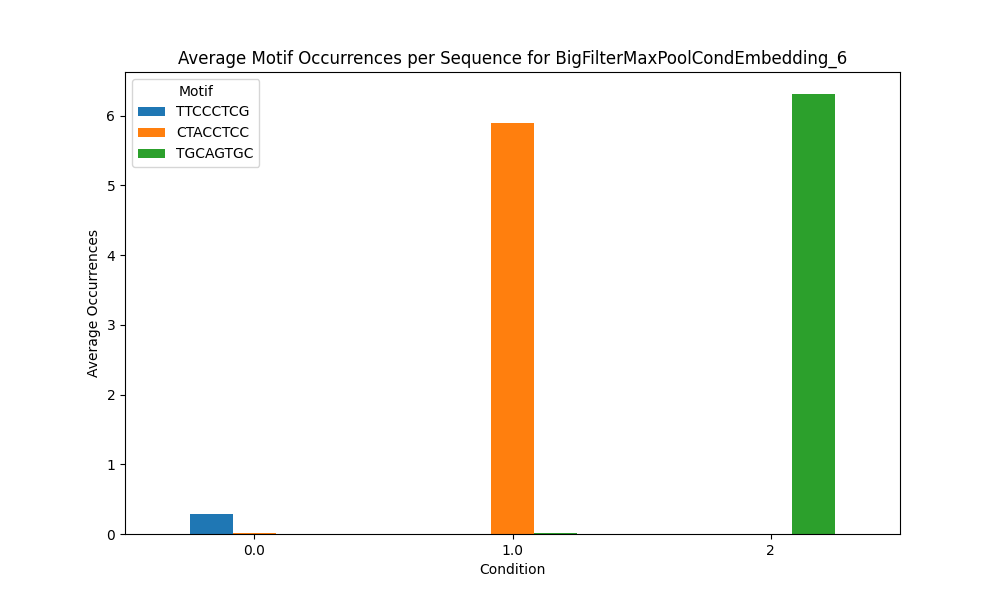 Average Motif Occurrences per Sequence for BigFilterMaxPoolCondEmbedding_6
Motif
TTCCCTCG
CTACCTCC
TGCAGTGC
Average Occurrences
6
5
4
3
2
1
0
0.0
1.0
2
Condition